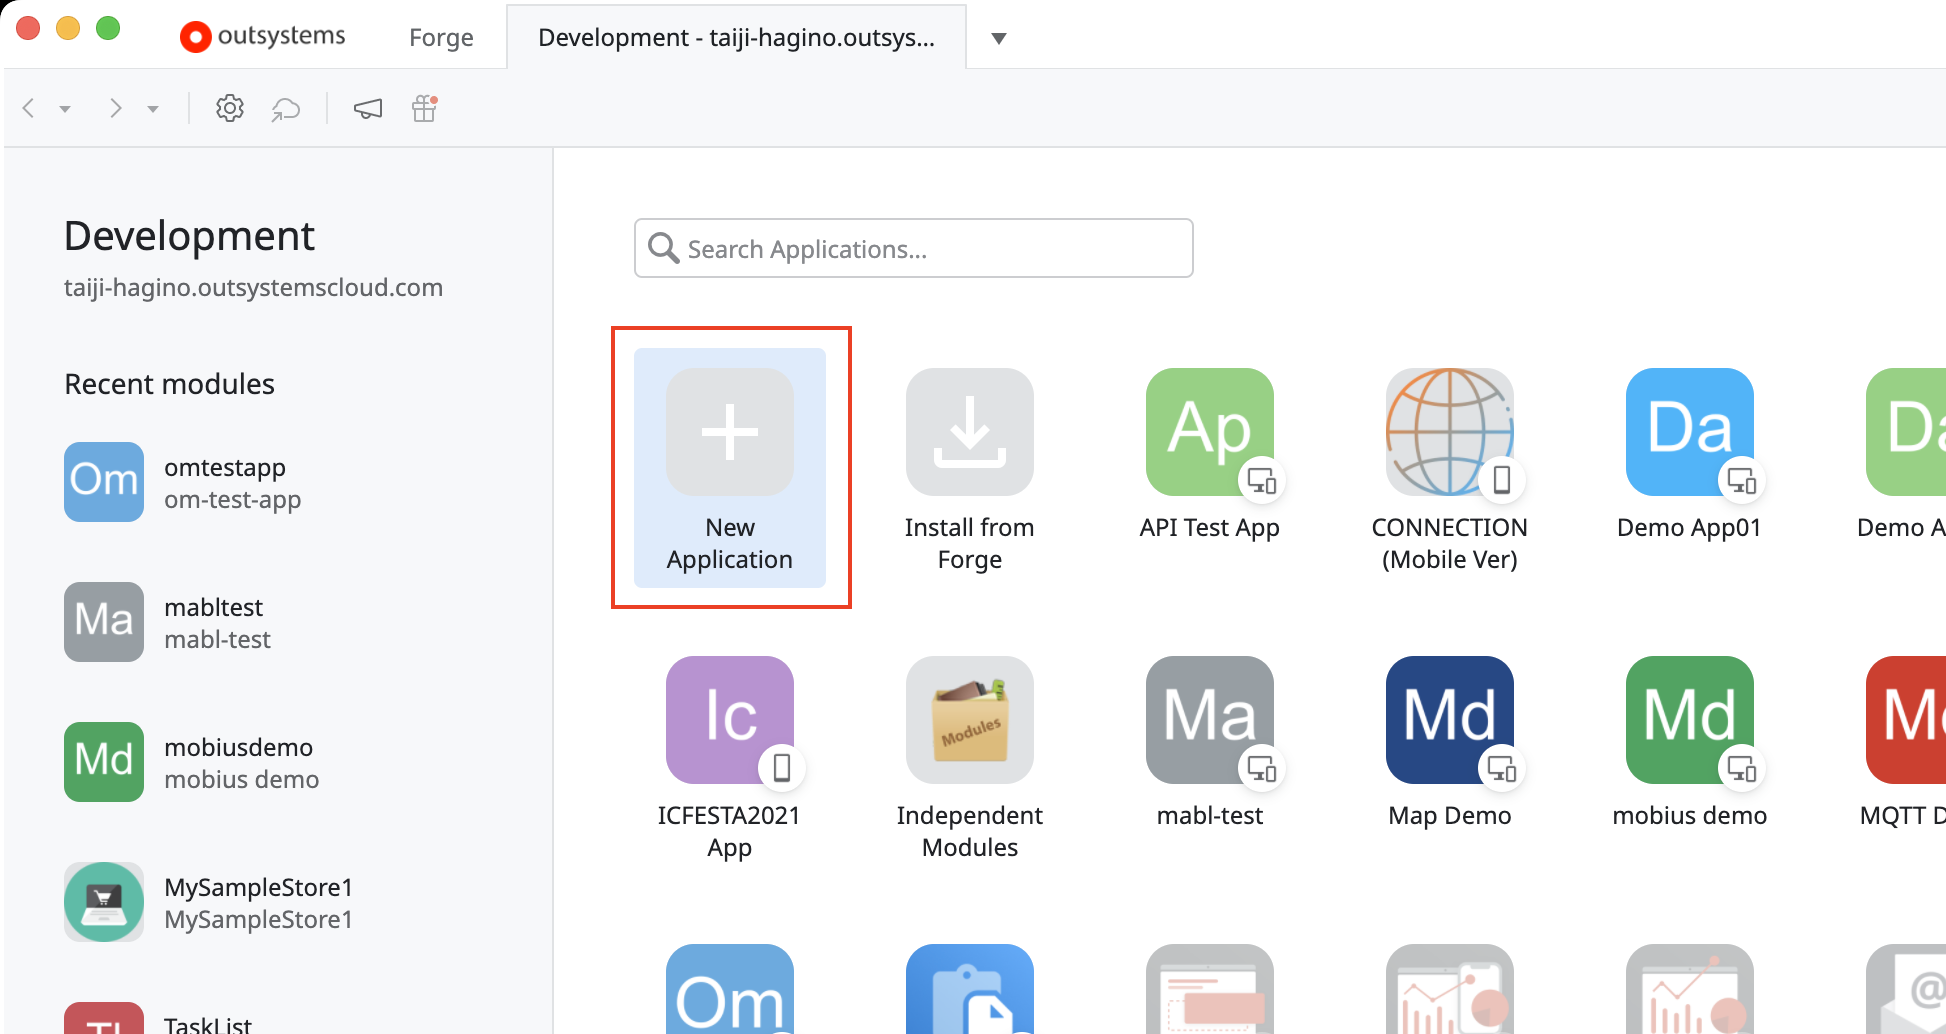 outsystems
Forge
Development - taiji-hagino.outsys...
Development
taiji-hagino.outsystemscloud.com
Recent modules
Om
omtestapp
om-test-app
Ma
mabltest
mabl-test
Md
mobiusdemo
mobius demo
MySampleStore1
MySampleStore1
TaskList
Search Applications...
New
Application
Install from
Forge
Ap
API Test App
CONNECTION
(Mobile Ver)
Da
Demo App01
Da
Demo A
Ic
ICFESTA2021
App
Modules
Independent
Modules
Ma
mabl-test
Md
Map Demo
Md
mobius demo
MQTT D
Om
@